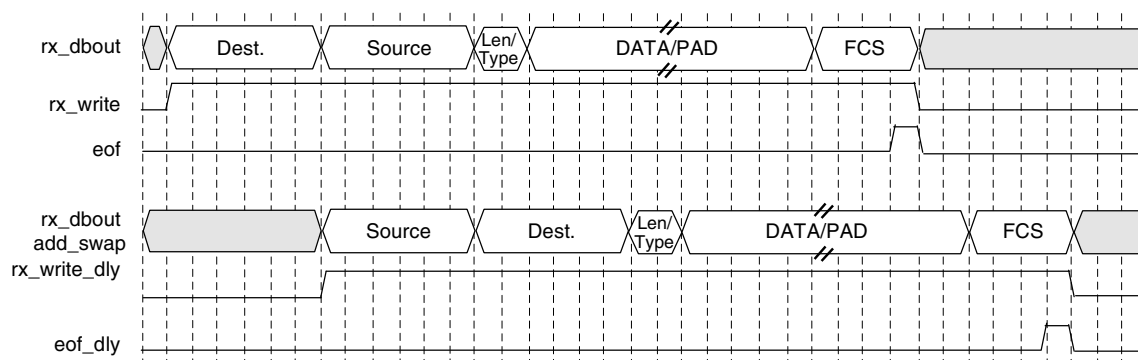 rx_dbout Dest. Source Len/ Type DATA/PAD FCS
rx_write
eof
rx_dbout
add_swap Source Dest. Len/ Type DATA/PAD FCS
rx_write_dly
eof_dly